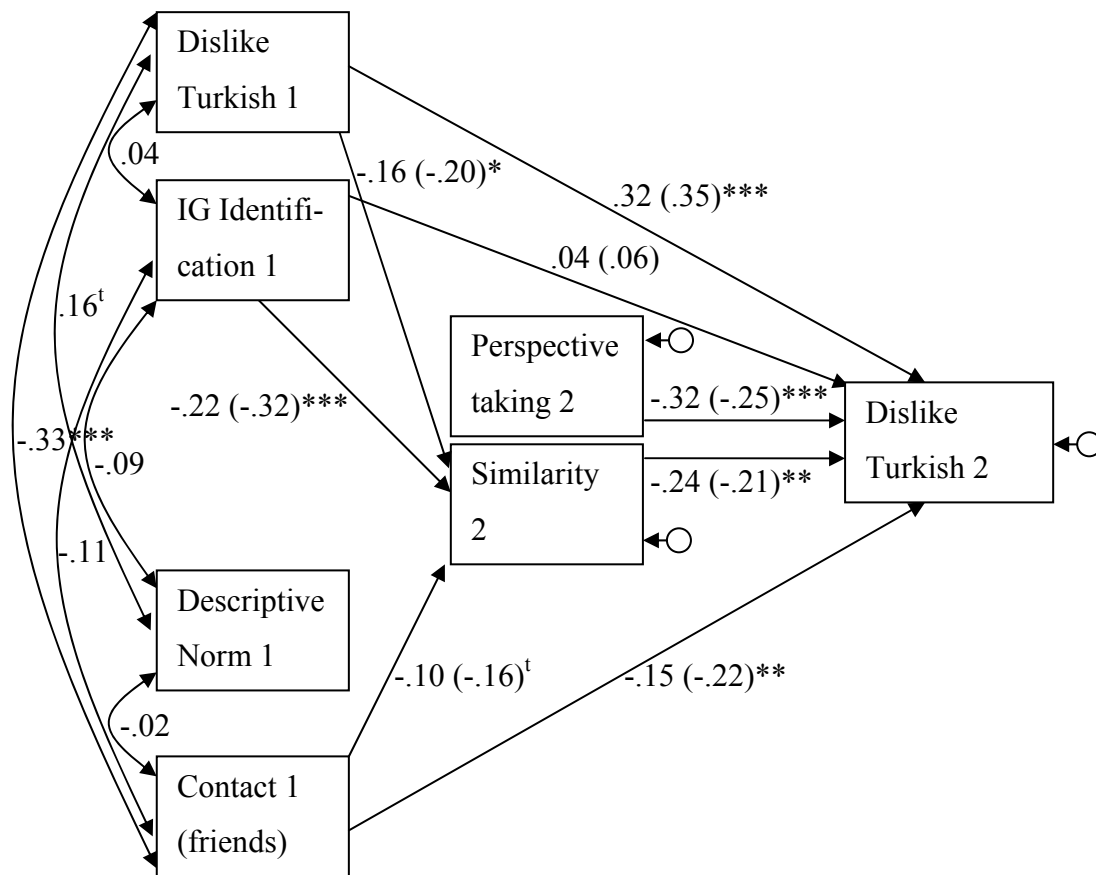 Dislike
Turkish 1
.04
-.16 (-.20)*
.32 (.35)***
IG Identifi-
cation 1
.04 (.06)
.16ᵗ
Perspective
taking 2
-.22 (-.32)***
-.32 (-.25)***
Dislike
Turkish 2
-.33***
-.09
Similarity
2
-.24 (-.21)**
-.11
Descriptive
Norm 1
-.10 (-.16)ᵗ
-.15 (-.22)**
-.02
Contact 1
(friends)